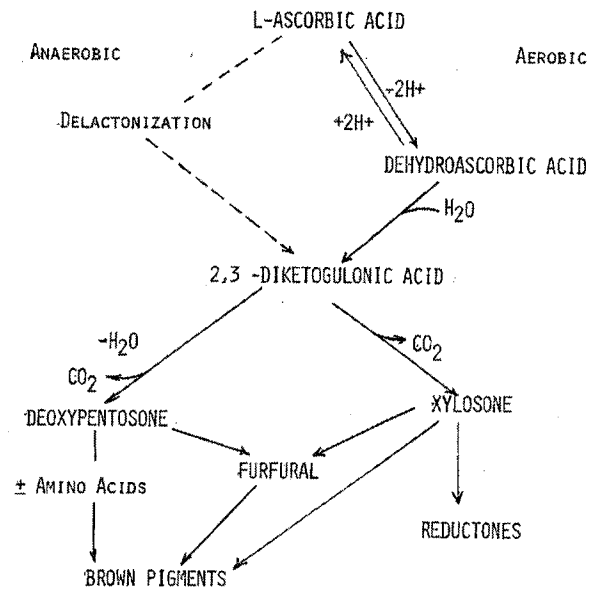 L-ASCORBIC ACID
ANAEROBIC
AEROBIC
-2H+
+2H+
DELACTONIZATION
DEHYDROASCORBIC ACID
H2O
2,3 -DIKETOGULONIC ACID
-H2O
CO2
CO2
DEOXYPENTOSONE
XYLOSONE
FURFURAL
± AMINO ACIDS
REDUCTONES
BROWN PIGMENTS